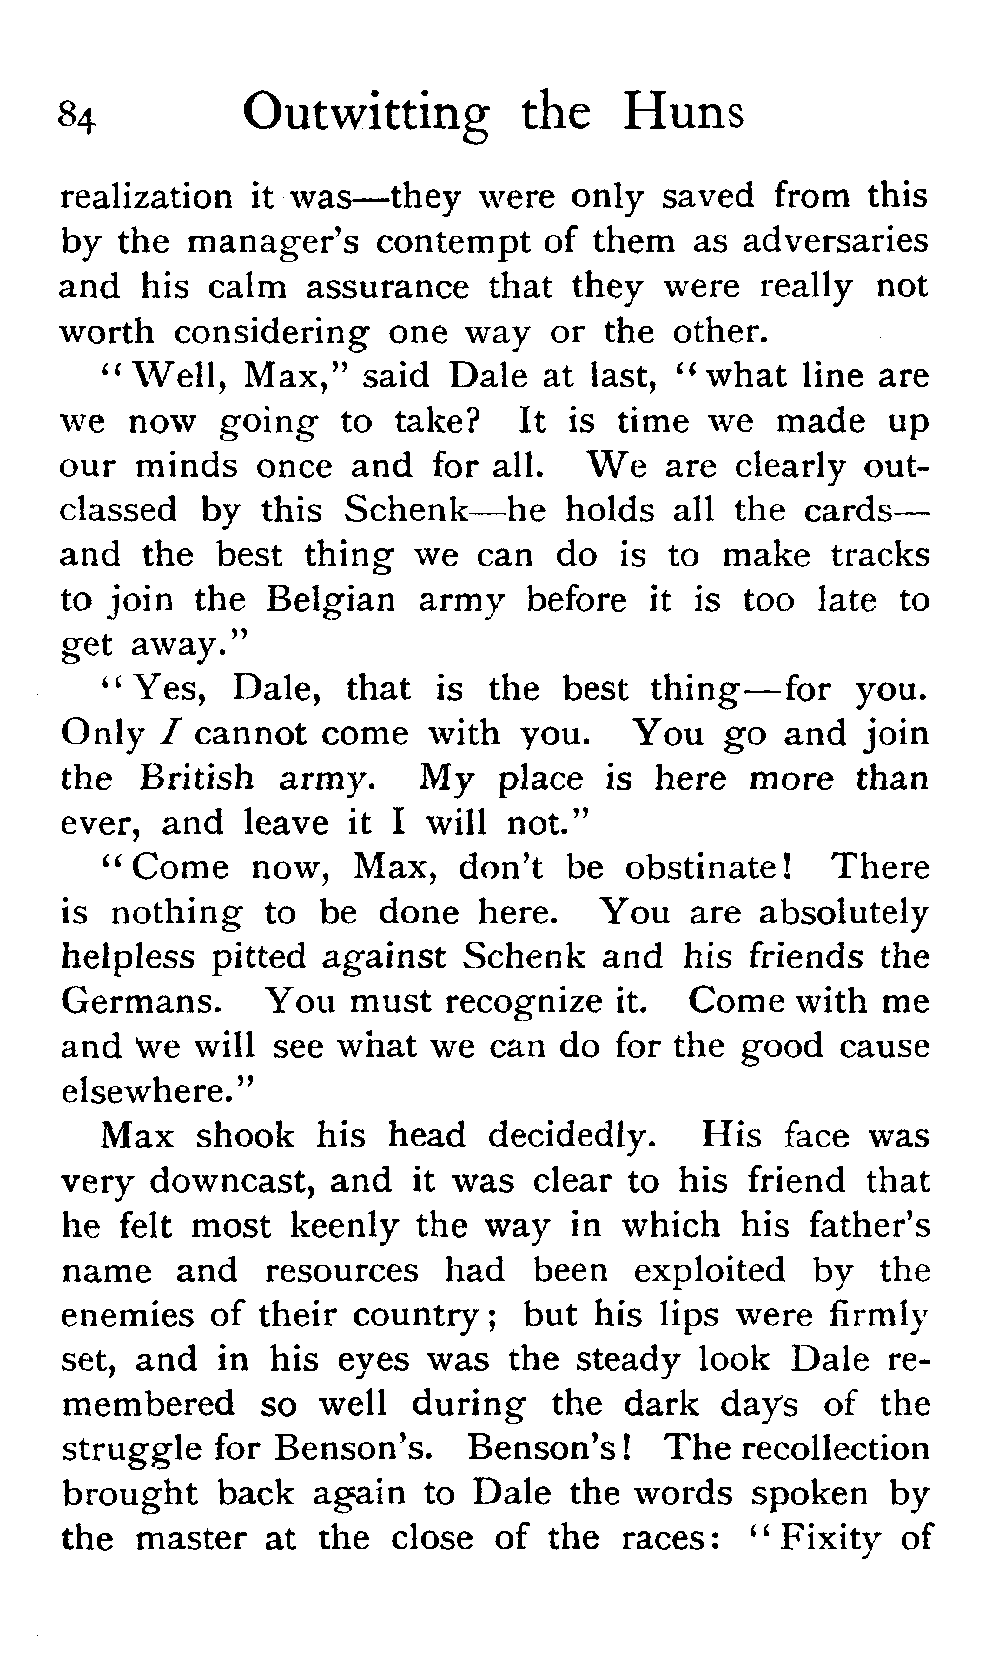 84 Outwitting the Huns
realization it was—they were only saved from this
by the manager's contempt of them as adversaries
and his calm assurance that they were really not
worth considering one way or the other.
"Well, Max," said Dale at last, "what line are
we now going to take? It is time we made up
our minds once and for all. We are clearly out-
classed by this Schenk—he holds all the cards—
and the best thing we can do is to make tracks
to join the Belgian army before it is too late to
get away."
"Yes, Dale, that is the best thing—for you.
Only I cannot come with you. You go and join
the British army. My place is here more than
ever, and leave it I will not."
"Come now, Max, don't be obstinate! There
is nothing to be done here. You are absolutely
helpless pitted against Schenk and his friends the
Germans. You must recognize it. Come with me
and we will see what we can do for the good cause
elsewhere."
Max shook his head decidedly. His face was
very downcast, and it was clear to his friend that
he felt most keenly the way in which his father's
name and resources had been exploited by the
enemies of their country; but his lips were firmly
set, and in his eyes was the steady look Dale re-
membered so well during the dark days of the
struggle for Benson's. Benson's! The recollection
brought back again to Dale the words spoken by
the master at the close of the races: "Fixity of